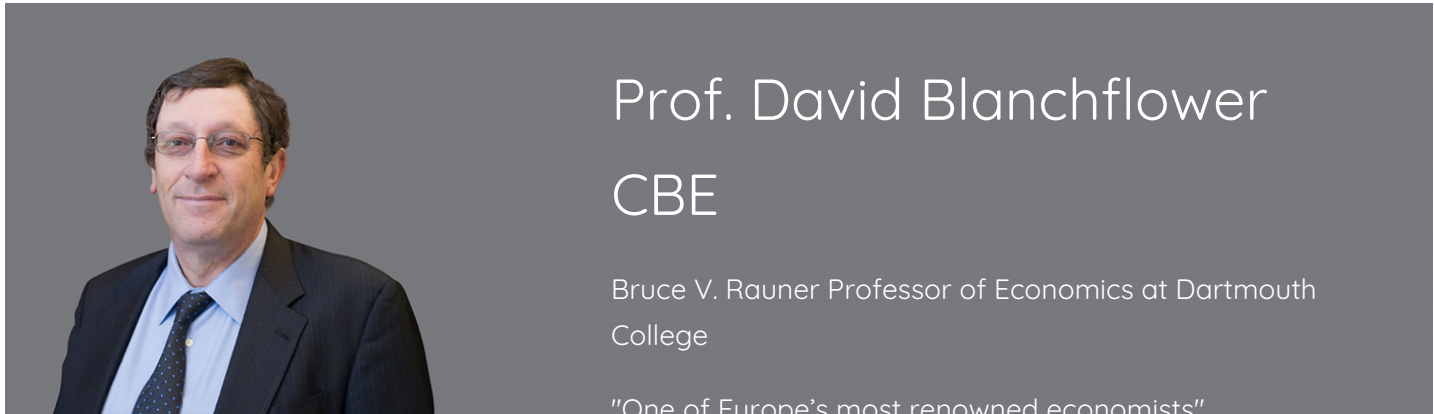 Prof. David Blanchflower
CBE
Bruce V. Rauner Professor of Economics at Dartmouth
College
"One of Europe’s most renowned economists"